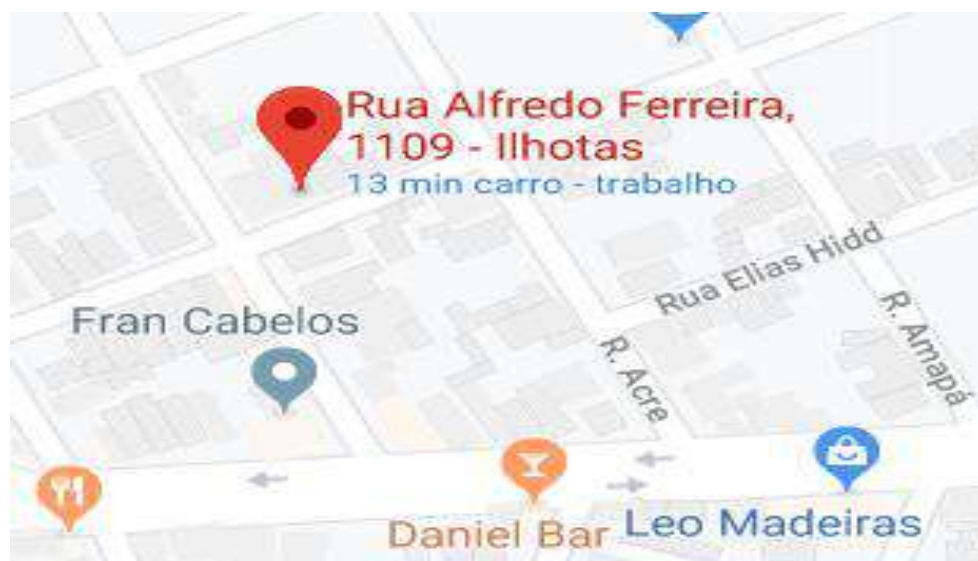 Rua Alfredo Ferreira,
1109 - Ilhotas
13 min carro - trabalho
Rua Elias Hidd
Fran Cabelos
R. Acre
R. Amapá
Daniel Bar
Leo Madeiras